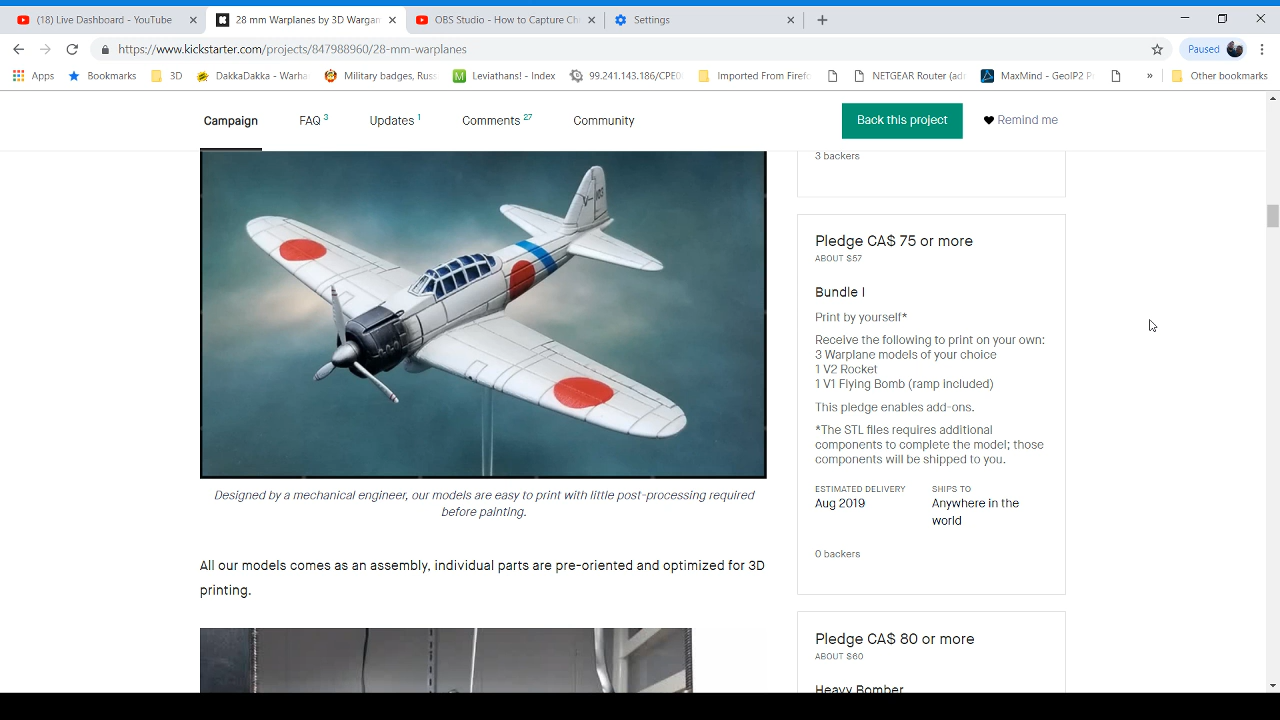 (18) Live Dashboard - YouTube
28 mm Warplanes by 3D Wargam
OBS Studio - How to Capture Ch
Settings
https://www.kickstarter.com/projects/847988960/28-mm-warplanes
Paused
Apps
Bookmarks
3D
DakkaDakka - Warha
Military badges, Russ
Leviathans! - Index
99.241.143.186/CPE0
Imported From Firefo
NETGEAR Router (ad
MaxMind - GeoIP2 P
»
Other bookmarks
Campaign
FAQ 3
Updates 1
Comments 27
Community
Back this project
Remind me
3 backers
V-103
Designed by a mechanical engineer, our models are easy to print with little post-processing required
before painting.
All our models comes as an assembly, individual parts are pre-oriented and optimized for 3D
printing.
Pledge CA$ 75 or more
ABOUT $57
Bundle I
Print by yourself*
Receive the following to print on your own:
3 Warplane models of your choice
1 V2 Rocket
1 V1 Flying Bomb (ramp included)
This pledge enables add-ons.
*The STL files requires additional
components to complete the model; those
components will be shipped to you.
ESTIMATED DELIVERY
Aug 2019
SHIPS TO
Anywhere in the
world
0 backers
Pledge CA$ 80 or more
ABOUT $60
Heavy Bomber